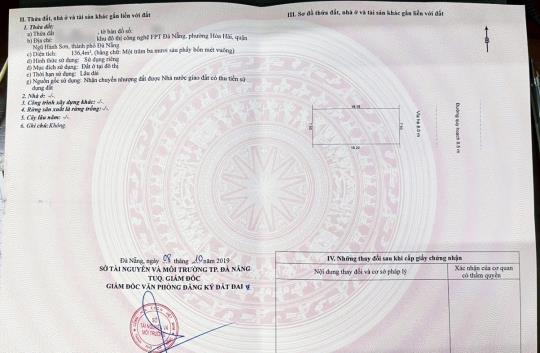 II. Thửa đất, nhà ở và tài sản khác gắn liền với đất
1. Thửa đất:
a) Thửa đất , tờ bản đồ số:
b) Địa chỉ: khu đô thị công nghệ FPT Đà Nẵng, phường Hòa Hải, quận
Ngũ Hành Sơn, thành phố Đà Nẵng
c) Diện tích: 136,4m², (bằng chữ: Một trăm ba mươi sáu phẩy bốn mét vuông)
d) Hình thức sử dụng: Sử dụng riêng
đ) Mục đích sử dụng: Đất ở tại đô thị
e) Thời hạn sử dụng: Lâu dài
g) Nguồn gốc sử dụng: Nhận chuyển nhượng đất được Nhà nước giao đất có thu tiền sử
dụng đất
2. Nhà ở: -/-
3. Công trình xây dựng khác: -/-
4. Rừng sản xuất là rừng trồng: -/-
5. Cây lâu năm: -/-
6. Ghi chú: Không.
Đà Nẵng, ngày 08 tháng 10 năm 2019
SỞ TÀI NGUYÊN VÀ MÔI TRƯỜNG TP. ĐÀ NẴNG
TUQ. GIÁM ĐỐC
GIÁM ĐỐC VĂN PHÒNG ĐĂNG KÝ ĐẤT ĐAI
SỞ
TÀI NGUYÊN VÀ
MÔI TRƯỜNG
III. Sơ đồ thửa đất, nhà ở và tài sản khác gắn liền với đất
Đường quy hoạch
IV. Những thay đổi sau khi cấp giấy chứng nhận
Nội dung thay đổi và cơ sở pháp lý
Xác nhận của cơ quan
có thẩm quyền